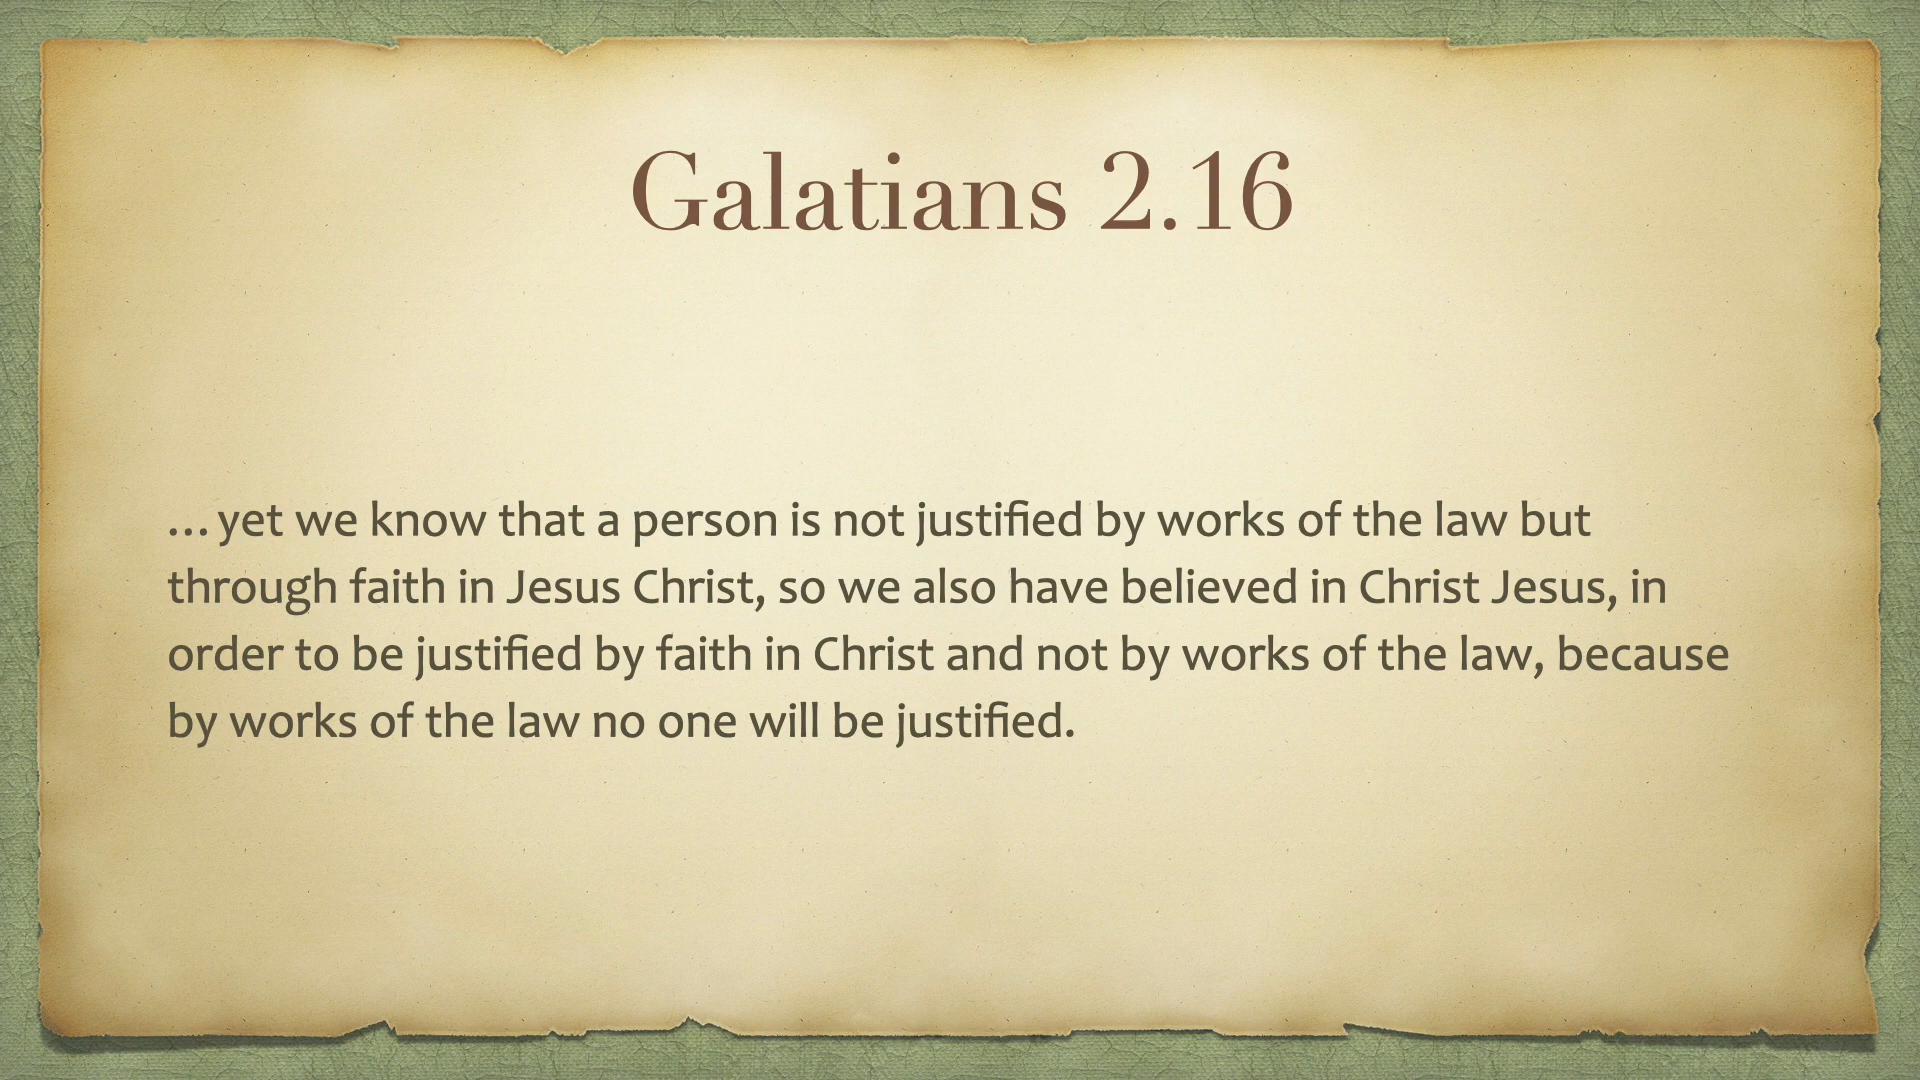 Galatians 2.16
…yet we know that a person is not justified by works of the law but
through faith in Jesus Christ, so we also have believed in Christ Jesus, in
order to be justified by faith in Christ and not by works of the law, because
by works of the law no one will be justified.